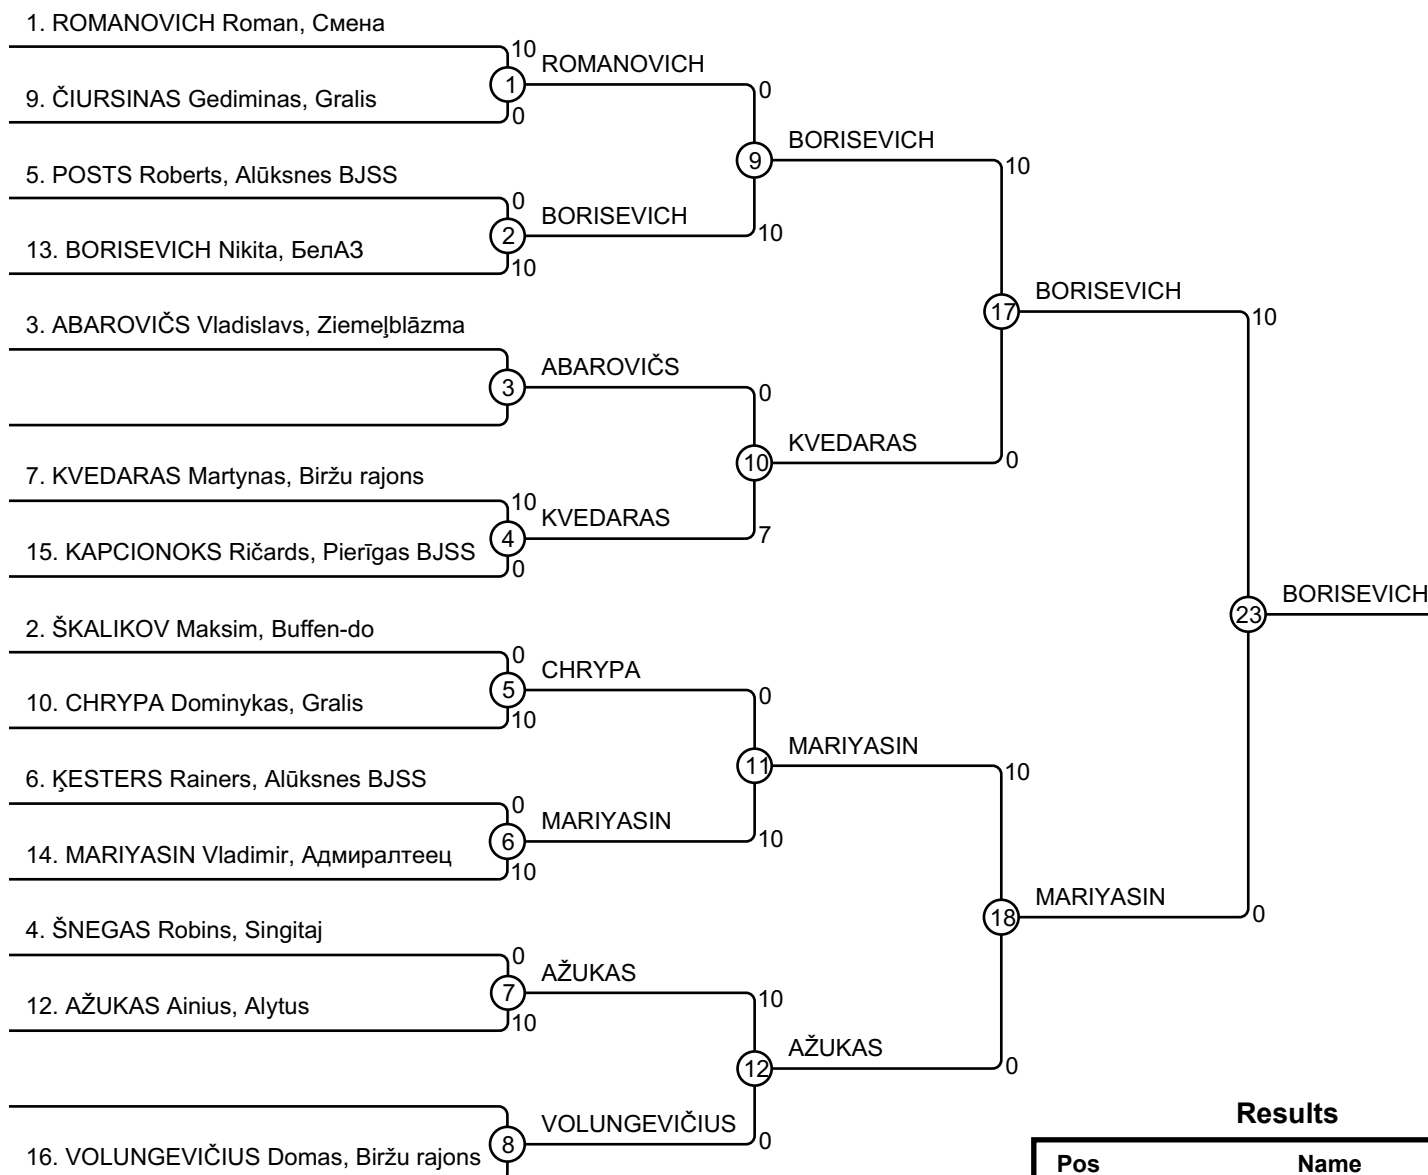 1. ROMANOVICH Roman, Смена
10
ROMANOVICH
1
0
9. ČIURSINAS Gediminas, Gralis
0
BORISEVICH
9
10
5. POSTS Roberts, Alūksnes BJSS
0
BORISEVICH
2
10
13. BORISEVICH Nikita, БелАЗ
10
BORISEVICH
17
10
3. ABAROVIČS Vladislavs, Ziemeļblāzma
ABAROVIČS
3
0
KVEDARAS
10
0
7. KVEDARAS Martynas, Biržu rajons
10
KVEDARAS
4
7
15. KAPCIONOKS Ričards, Pierīgas BJSS
0
BORISEVICH
23
2. ŠKALIKOV Maksim, Buffen-do
0
CHRYPA
5
0
10. CHRYPA Dominykas, Gralis
10
MARIYASIN
11
10
6. ĶESTERS Rainers, Alūksnes BJSS
0
MARIYASIN
6
10
14. MARIYASIN Vladimir, Адмиралтеец
10
MARIYASIN
18
0
4. ŠNEGAS Robins, Singitaj
0
AŽUKAS
7
10
12. AŽUKAS Ainius, Alytus
10
AŽUKAS
12
0
VOLUNGEVIČIUS
8
0
16. VOLUNGEVIČIUS Domas, Biržu rajons
Results
Pos Name